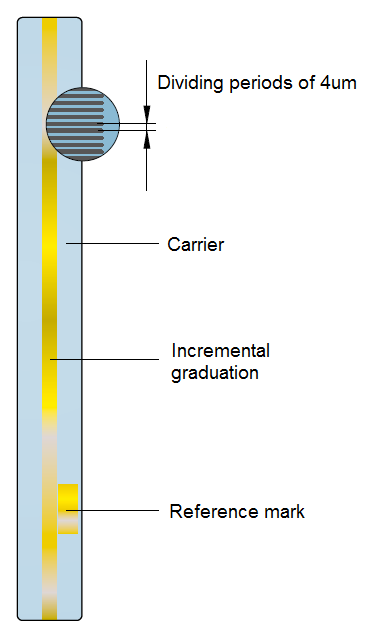 Dividing periods of 4um
Carrier
Incremental
graduation
Reference mark